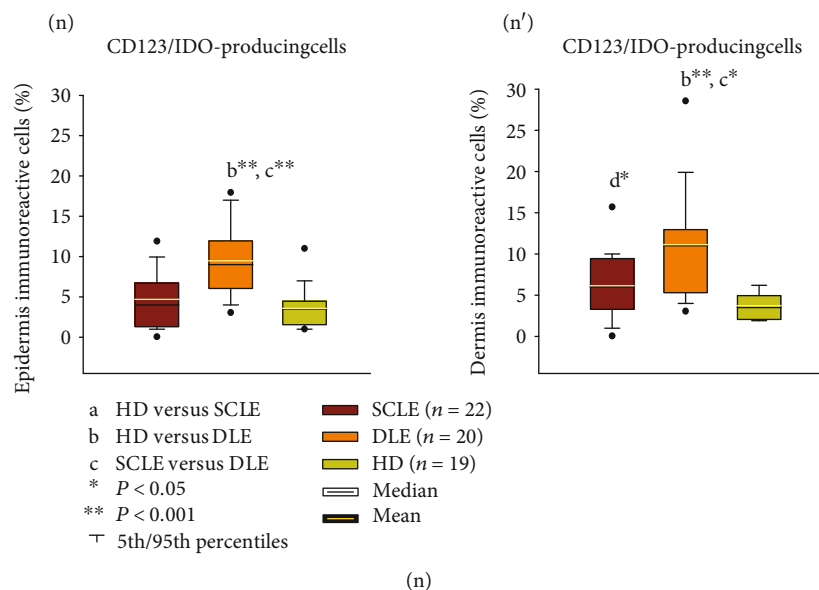 (n)
CD123/IDO-producingcells
Epidermis immunoreactive cells (%)
30
25
20
15
10
5
0
b**, c**
(n′)
CD123/IDO-producingcells
Dermis immunoreactive cells (%)
30
25
20
15
10
5
0
d*
b**, c*
a HD versus SCLE
b HD versus DLE
c SCLE versus DLE
* P < 0.05
** P < 0.001
5th/95th percentiles
SCLE (n = 22)
DLE (n = 20)
HD (n = 19)
Median
Mean
(n)